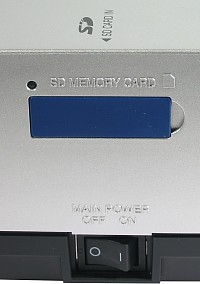 SD
SD CARD IN
SD MEMORY CARD
MAIN POWER
OFF ON
O I